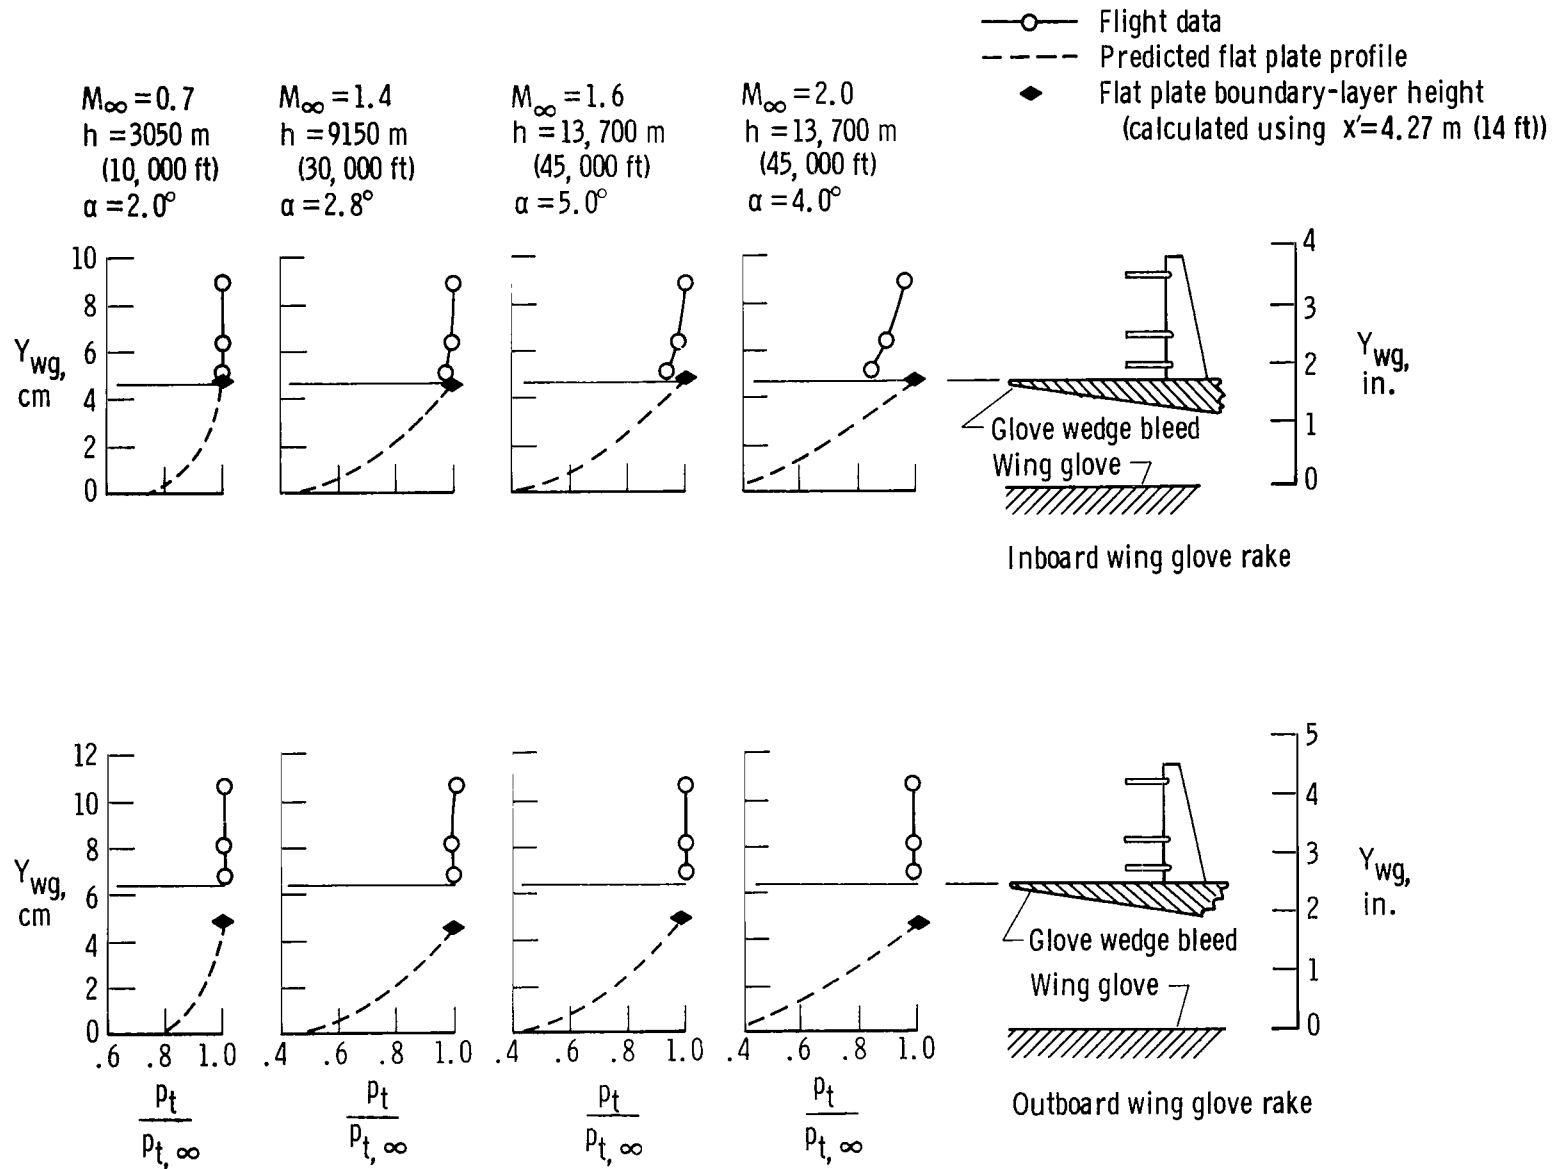 Flight data
Predicted flat plate profile
Flat plate boundary-layer height
(calculated using x′=4.27 m (14 ft))
M∞ = 0.7
h = 3050 m
(10, 000 ft)
α = 2.0°
M∞ = 1.4
h = 9150 m
(30, 000 ft)
α = 2.8°
M∞ = 1.6
h = 13, 700 m
(45, 000 ft)
α = 5.0°
M∞ = 2.0
h = 13, 700 m
(45, 000 ft)
α = 4.0°
10
8
6
4
2
0
Ywg,
cm
4
3
2
1
0
Ywg,
in.
Glove wedge bleed
Wing glove
Inboard wing glove rake
12
10
8
6
4
2
0
Ywg,
cm
5
4
3
2
1
0
Ywg,
in.
Glove wedge bleed
Wing glove
.6 .8 1.0
.4 .6 .8 1.0
.4 .6 .8 1.0
.4 .6 .8 1.0
pt
pt, ∞
pt
pt, ∞
pt
pt, ∞
pt
pt, ∞
Outboard wing glove rake